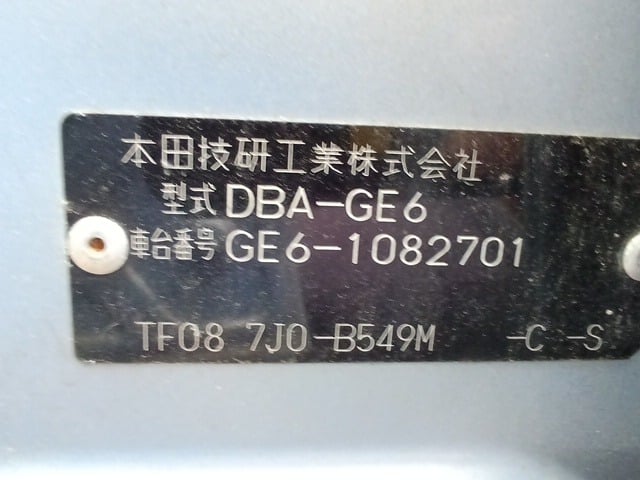 本田技研工業株式会社
型式 DBA-GE6
車台番号 GE6-1082701
TF08 7J0-B549M -C -S